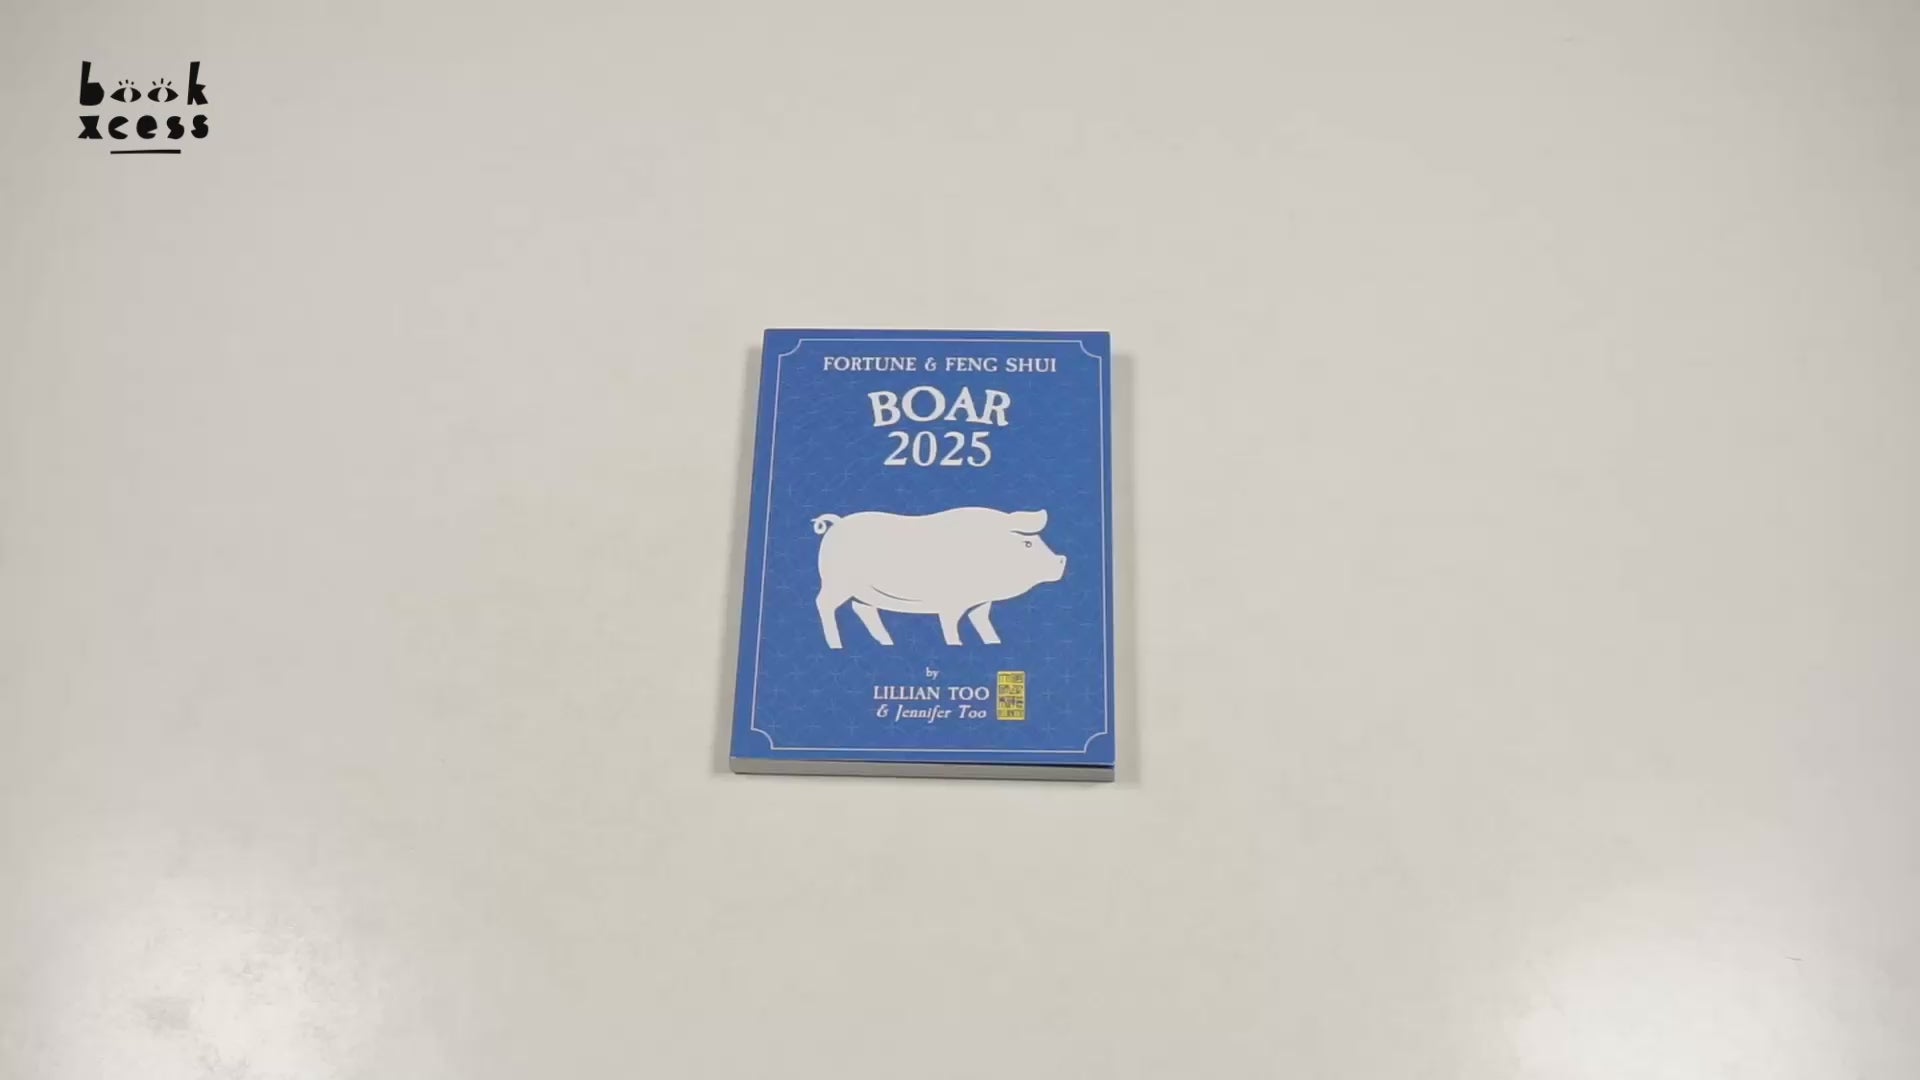 book
xcess
FORTUNE & FENG SHUI
BOAR
2025
by
LILLIAN TOO
& Jennifer Too